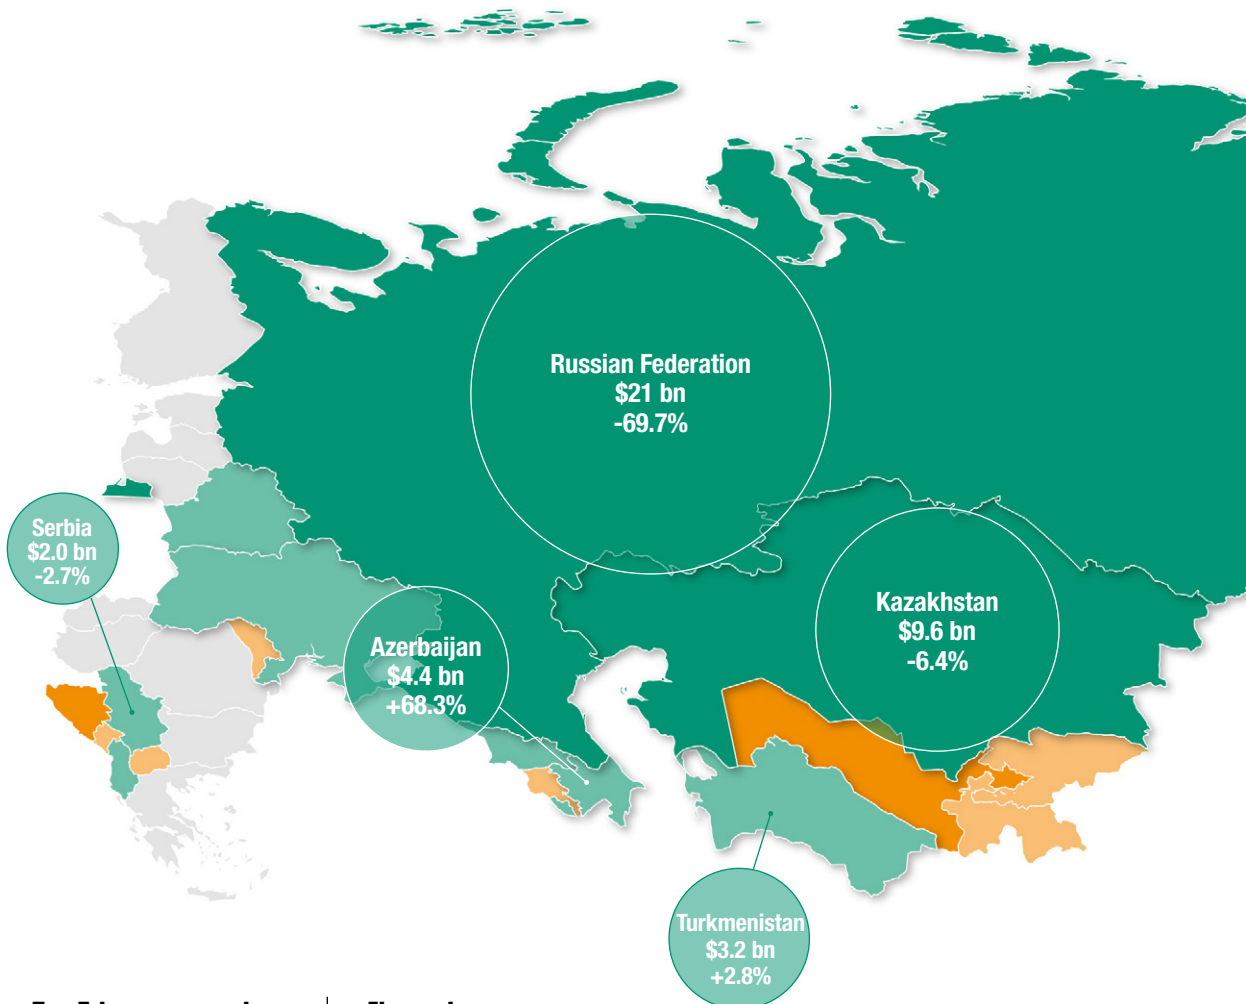 Russian Federation
$21 bn
-69.7%
Serbia
$2.0 bn
-2.7%
Kazakhstan
$9.6 bn
-6.4%
Azerbaijan
$4.4 bn
+68.3%
Turkmenistan
$3.2 bn
+2.8%